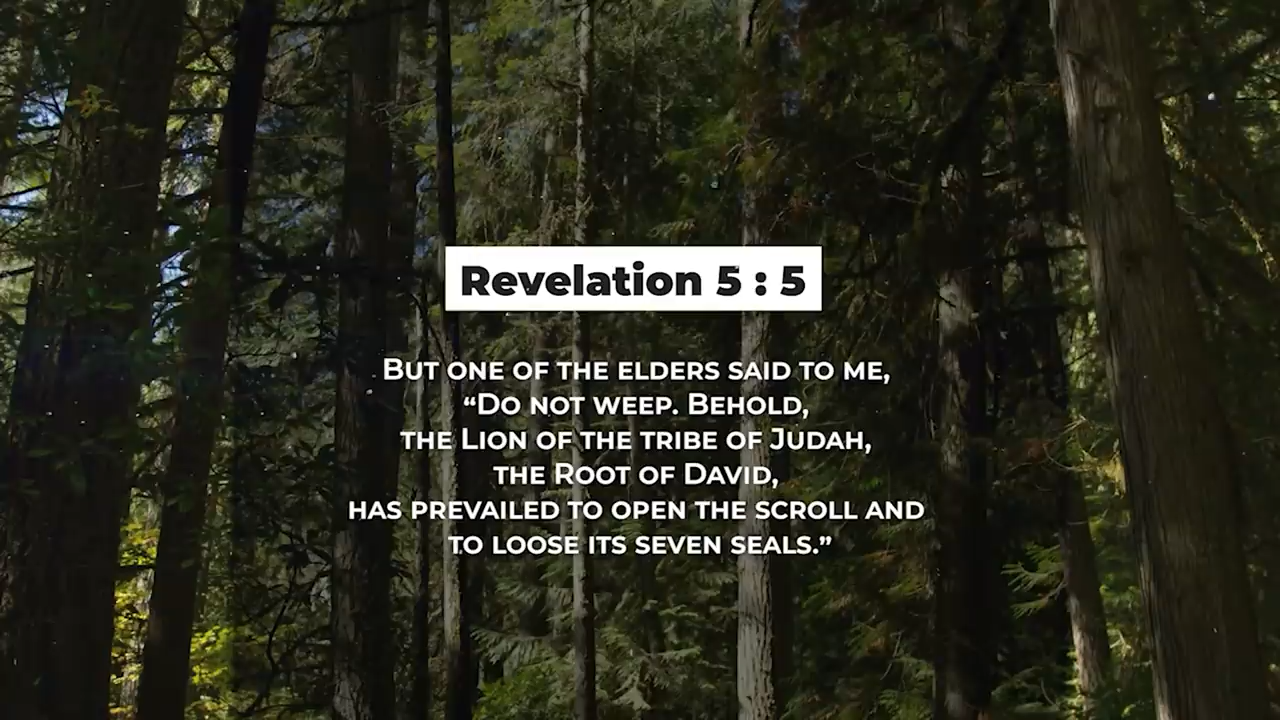 Revelation 5 : 5
But one of the elders said to me,
“Do not weep. Behold,
the Lion of the tribe of Judah,
the Root of David,
has prevailed to open the scroll and
to loose its seven seals.”